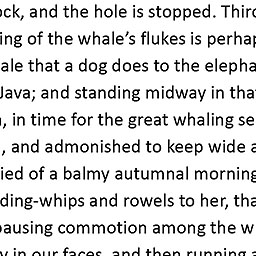 ock, and the hole is stopped. Thir
ing of the whale’s flukes is perhap
ale that a dog does to the elepha
Java; and standing midway in that
, in time for the great whaling se
, and admonished to keep wide a
ied of a balmy autumnal morning
ding-whips and rowels to her, tha
pausing commotion among the w
y in our faces, and then running a